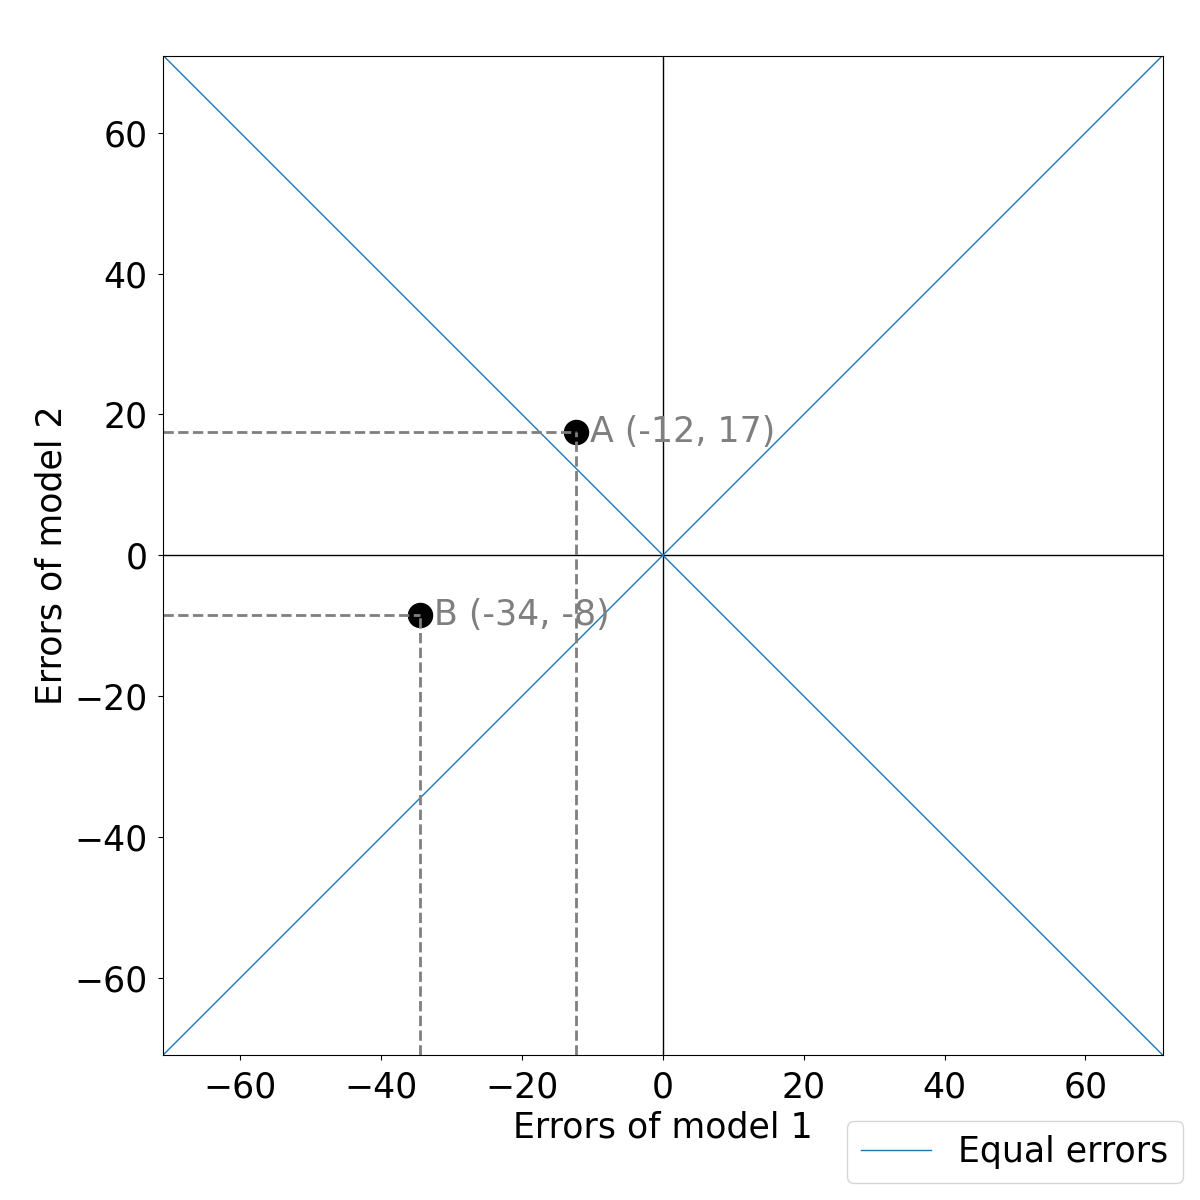 60
40
20
0
−20
−40
−60
Errors of model 2
A (-12, 17)
B (-34, -8)
−60 −40 −20 0 20 40 60
Errors of model 1
Equal errors